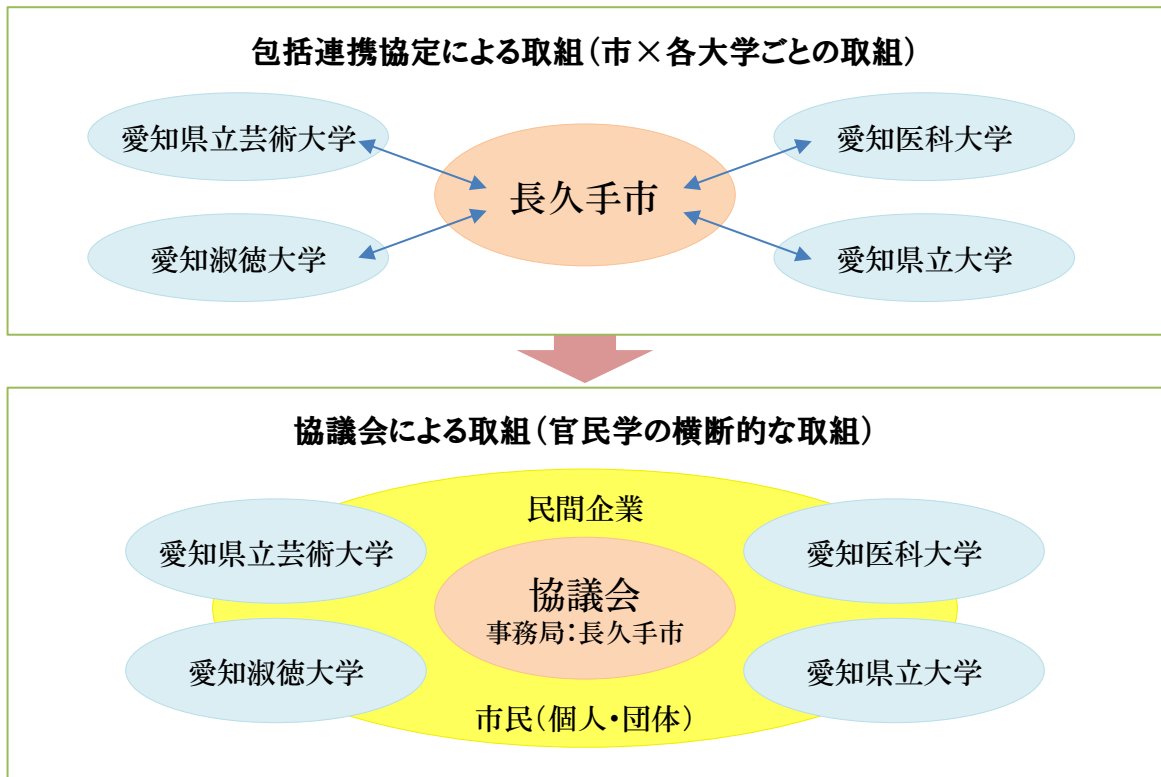 包括連携協定による取組(市×各大学ごとの取組)
愛知県立芸術大学
愛知医科大学
長久手市
愛知淑徳大学
愛知県立大学
協議会による取組(官民学の横断的な取組)
民間企業
愛知県立芸術大学
愛知医科大学
協議会
事務局:長久手市
愛知淑徳大学
愛知県立大学
市民(個人・団体)